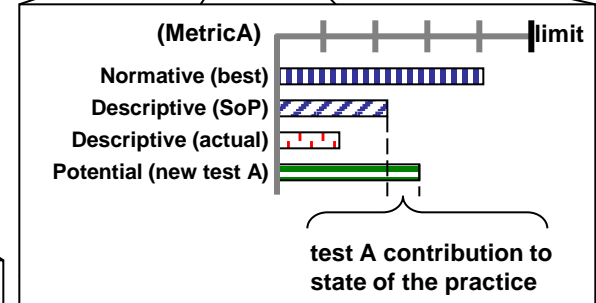 (MetricA) limit
Normative (best)
Descriptive (SoP)
Descriptive (actual)
Potential (new test A)
test A contribution to
state of the practice